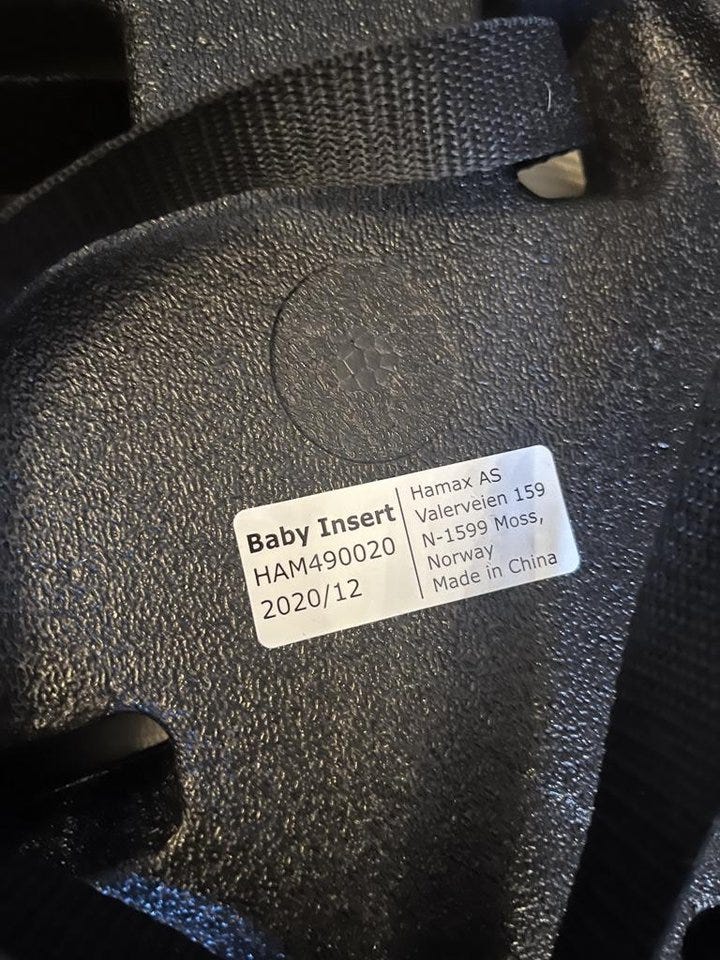 Baby Insert
HAM490020
2020/12
Hamax AS
Valerveien 159
N-1599 Moss,
Norway
Made in China